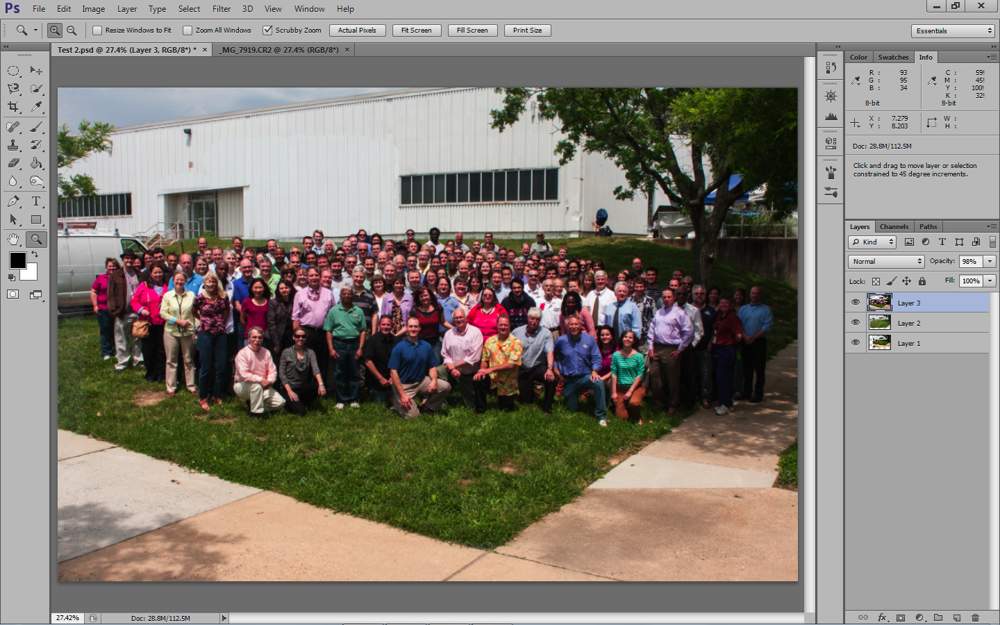 Ps File Edit Image Layer Type Select Filter 3D View Window Help
Resize Windows to Fit Zoom All Windows Scrubby Zoom Actual Pixels Fit Screen Fill Screen Print Size Essentials
Test 2.psd @ 27.4% (Layer 3, RGB/8*) * × _MG_7919.CR2 @ 27.4% (RGB/8*) ×
Color Swatches Info
R : 93 C : 59!
G : 95 M : 45!
B : 34 Y : 100!
K : 32!
8-bit 8-bit
X : 7.279 W :
Y : 8.203 H :
Doc: 28.8M/112.5M
Click and drag to move layer or selection
constrained to 45 degree increments.
Layers Channels Paths
Kind
Normal Opacity: 98%
Lock: Fill: 100%
Layer 3
Layer 2
Layer 1
fx
27.42% Doc: 28.8M/112.5M